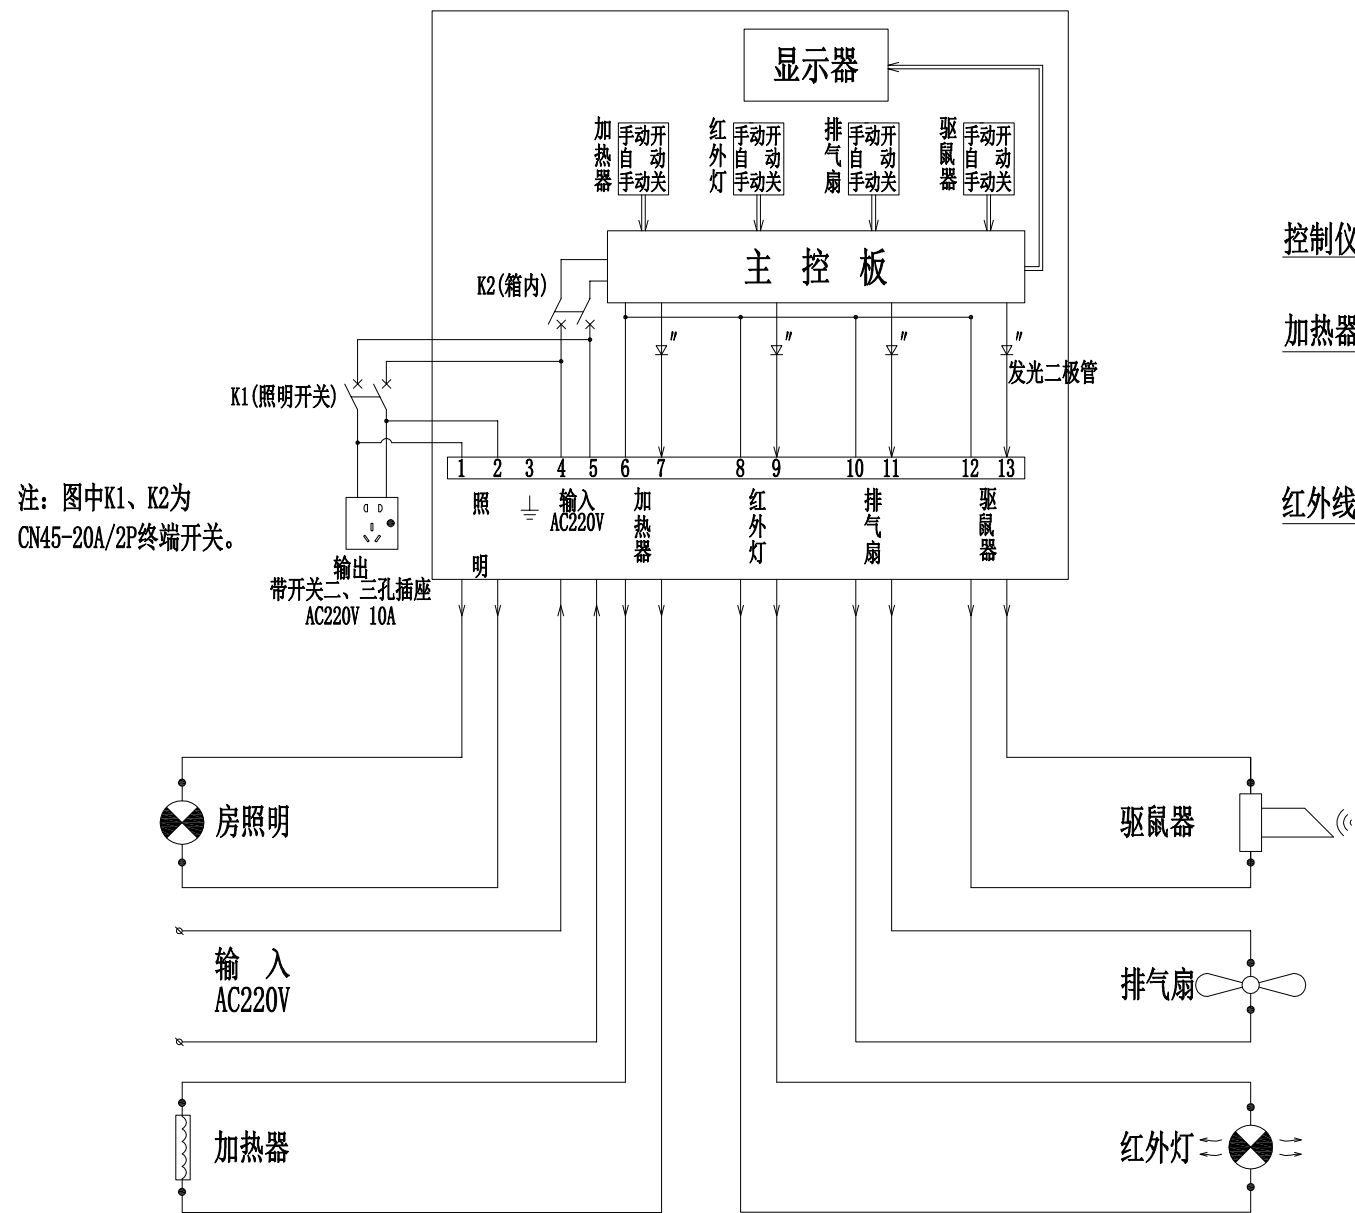 显示器
加热器
手动开
自 动
手动关
红外灯
手动开
自 动
手动关
排气扇
手动开
自 动
手动关
驱鼠器
手动开
自 动
手动关
控制仪
主 控 板
K2(箱内)
加热器
〃 〃 〃 〃
发光二极管
K1(照明开关)
1 2 3 4 5 6 7 8 9 10 11 12 13
注：图中K1、K2为
CN45-20A/2P终端开关。
照明
输入
AC220V
加热器
红外灯
排气扇
驱鼠器
红外线
输出
带开关二、三孔插座
AC220V 10A
房照明
驱鼠器
输 入
AC220V
排气扇
加热器
红外灯